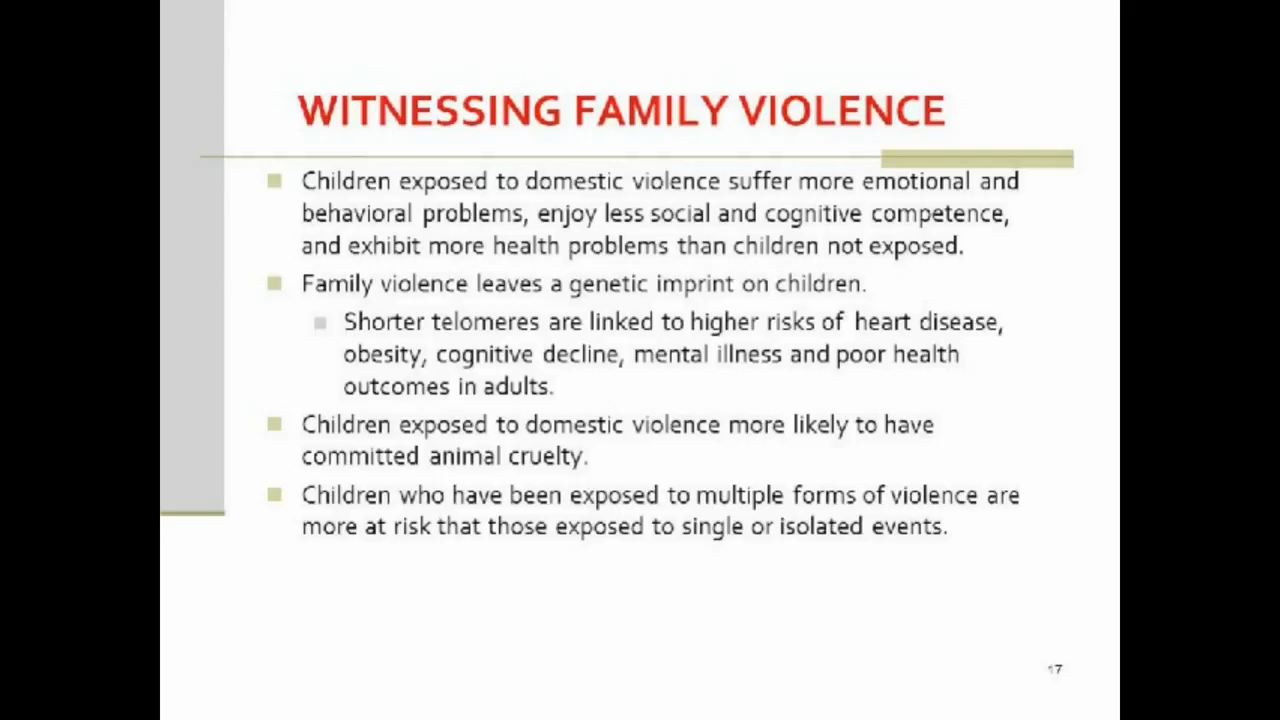 WITNESSING FAMILY VIOLENCE
Children exposed to domestic violence suffer more emotional and
behavioral problems, enjoy less social and cognitive competence,
and exhibit more health problems than children not exposed.
Family violence leaves a genetic imprint on children.
Shorter telomeres are linked to higher risks of heart disease,
obesity, cognitive decline, mental illness and poor health
outcomes in adults.
Children exposed to domestic violence more likely to have
committed animal cruelty.
Children who have been exposed to multiple forms of violence are
more at risk that those exposed to single or isolated events.
17